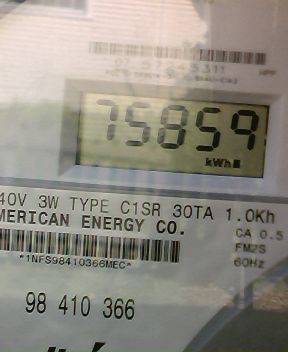 75859
kWh
40V 3W TYPE C1SR 30TA 1.0Kh
MERICAN ENERGY CO.
CA 0.5
FM2S
*1NFS98410366MEC*
60Hz
98 410 366